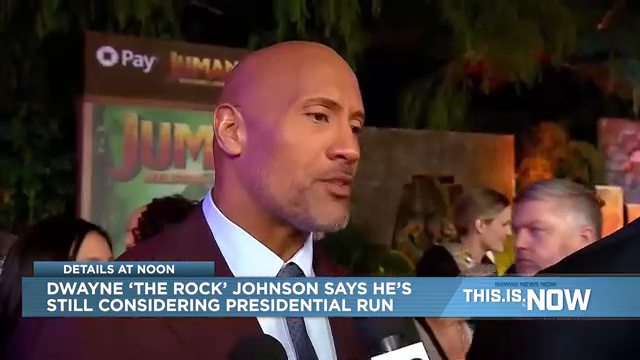 Pay JUMAN
JUM
DETAILS AT NOON
DWAYNE ‘THE ROCK’ JOHNSON SAYS HE’S
STILL CONSIDERING PRESIDENTIAL RUN
THIS.IS.NOW